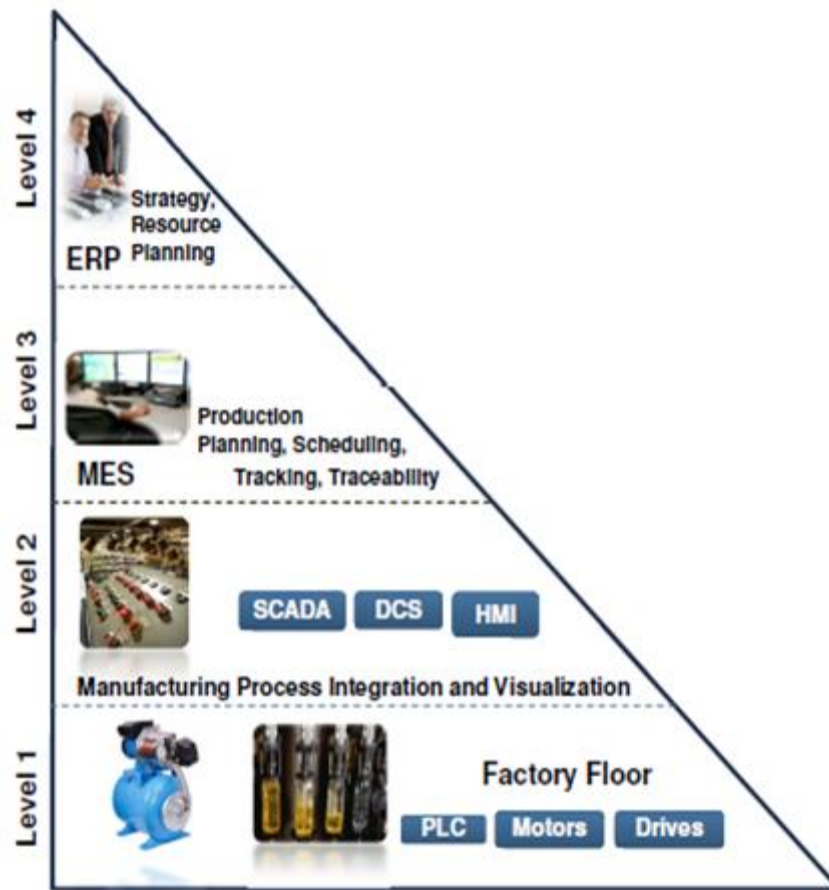 Level 4
Strategy,
Resource
ERP Planning
Level 3
Production
Planning, Scheduling,
MES
Tracking, Traceability
Level 2
SCADA DCS HMI
Manufacturing Process Integration and Visualization
Level 1
Factory Floor
PLC Motors Drives